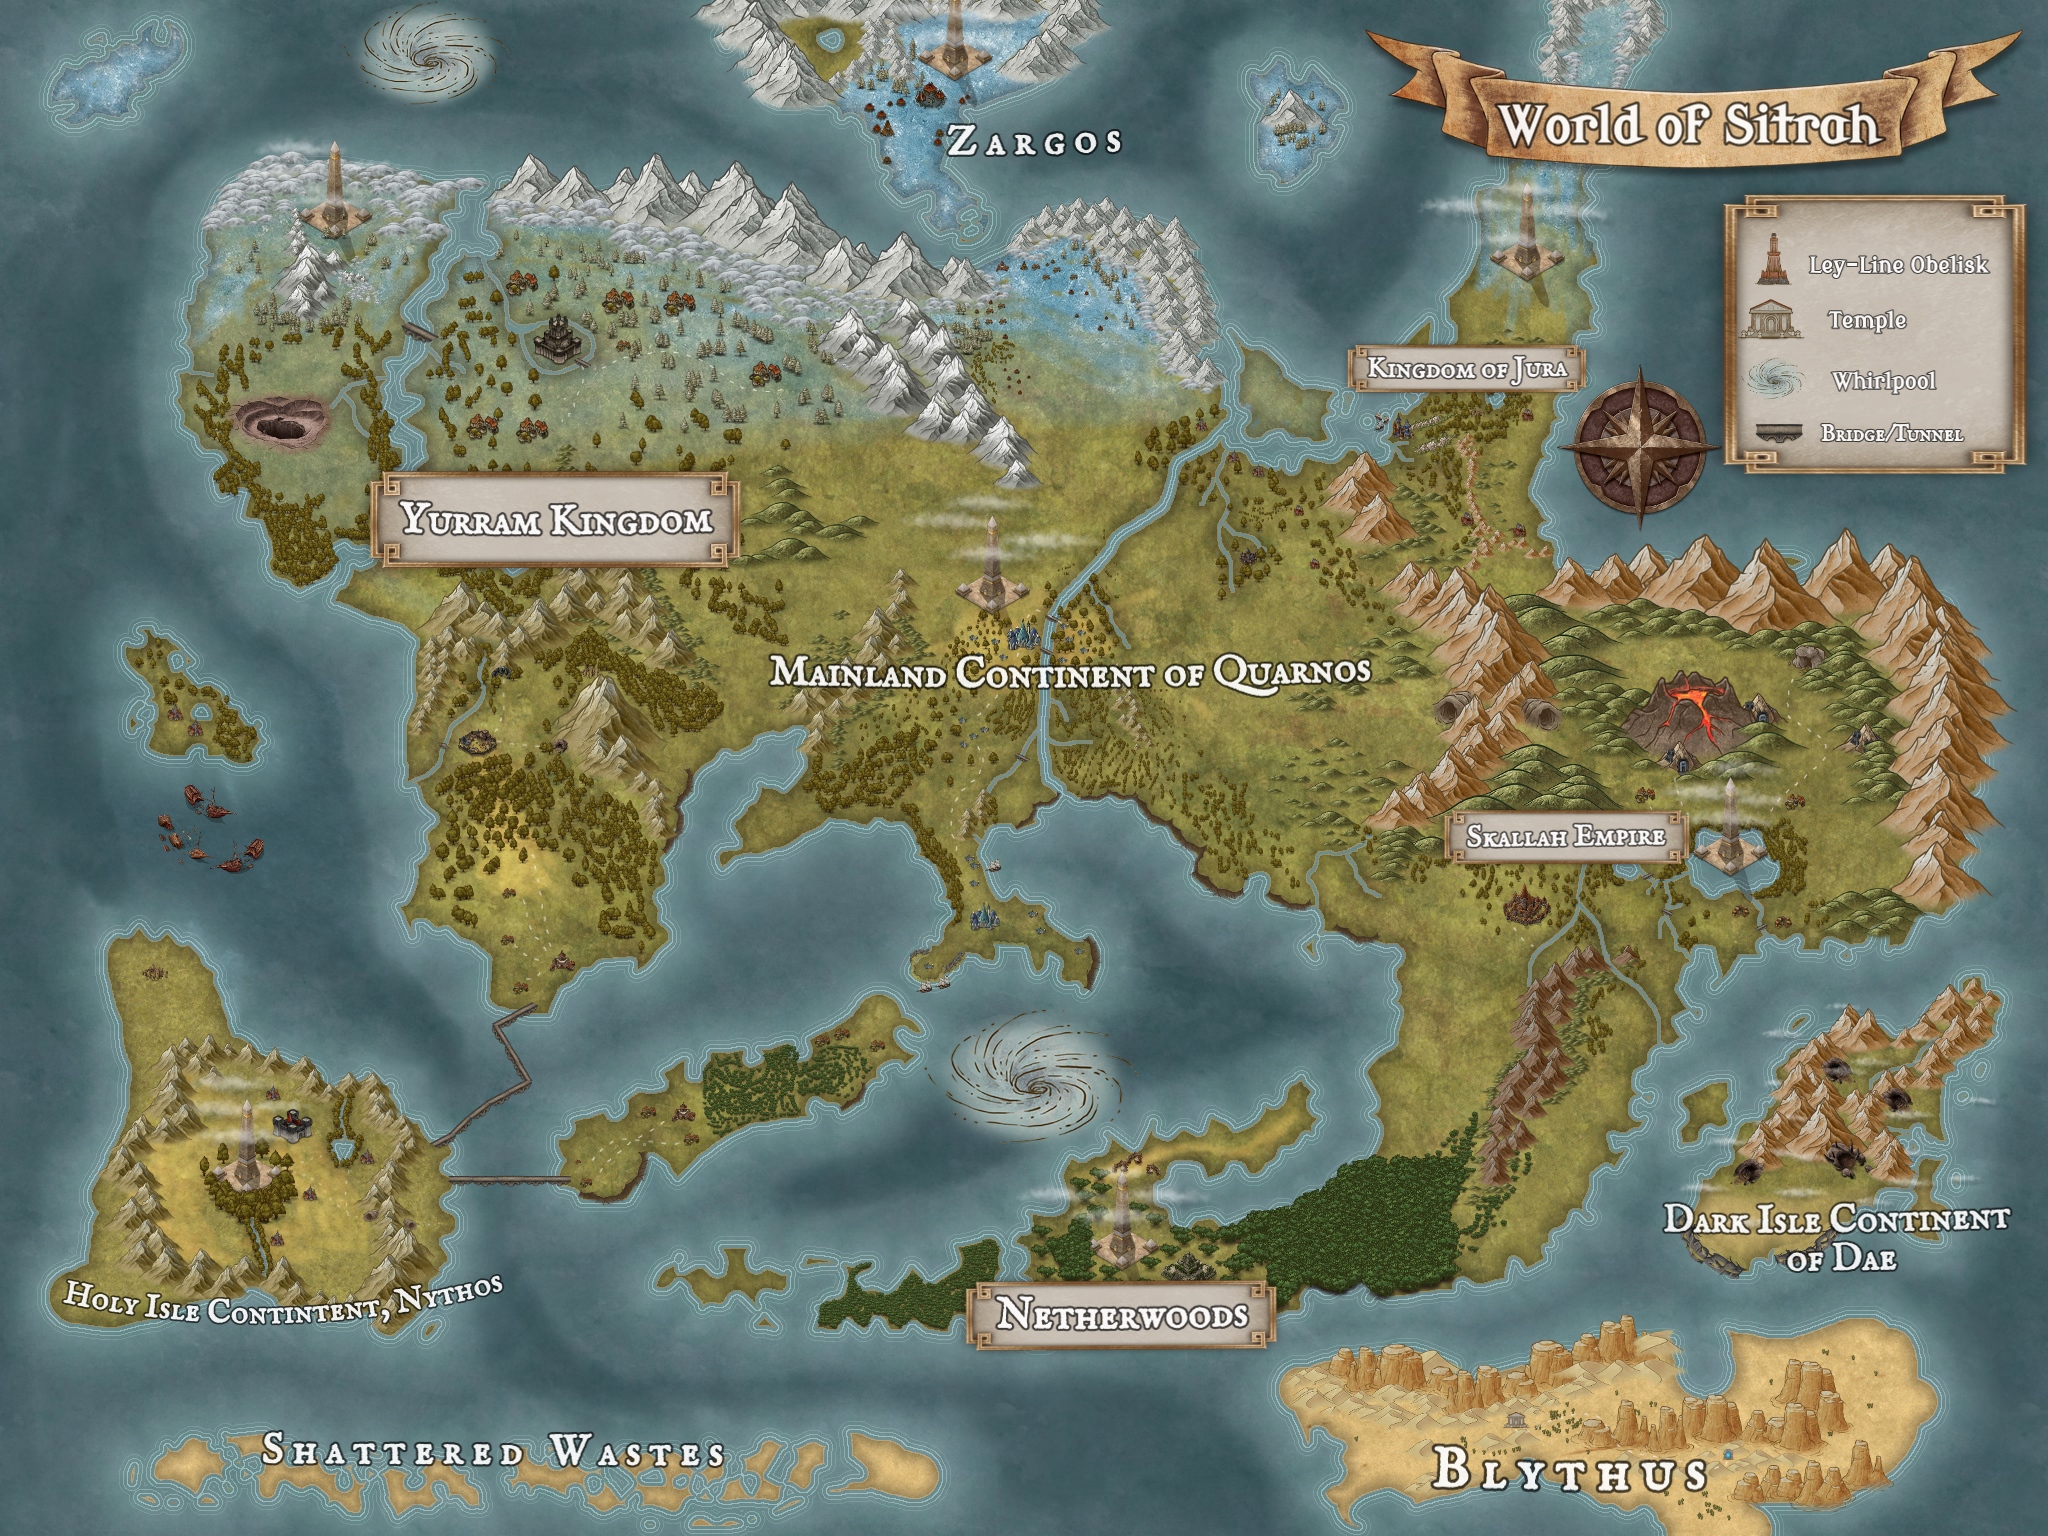 World of Sitrah
Zargos
Ley-Line Obelisk
Temple
Whirlpool
Bridge/Tunnel
Kingdom of Jura
Yurram Kingdom
Mainland Continent of Quarnos
Skallah Empire
Dark Isle Continent
of Dae
Holy Isle Contintent, Nythos
Netherwoods
Shattered Wastes
Blythus